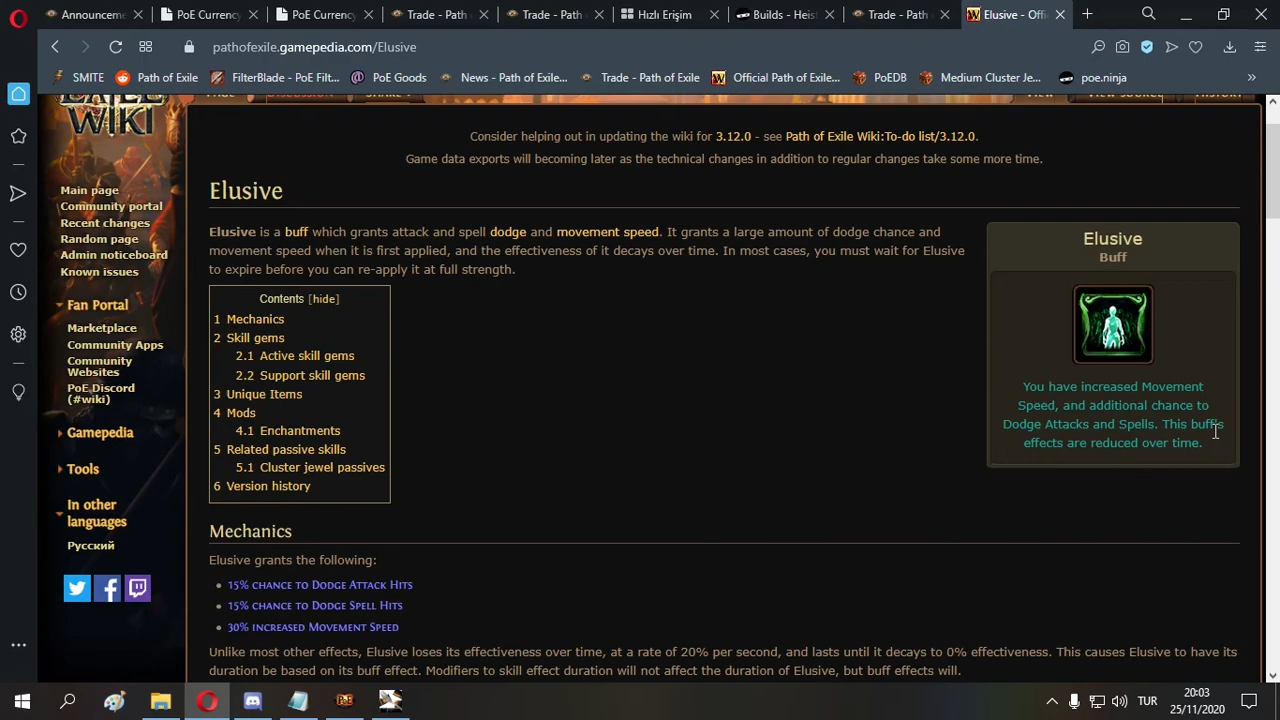 Announceme
PoE Currency
PoE Currency
Trade - Path o
Trade - Path o
Hızlı Erişim
Builds - Heist
Trade - Path o
Elusive - Offi
pathofexile.gamepedia.com/Elusive
SMITE
Path of Exile
FilterBlade - PoE Filt...
PoE Goods
News - Path of Exile...
Trade - Path of Exile
Official Path of Exile...
PoEDB
Medium Cluster Je...
poe.ninja
»
WIKI
PAGE
DISCUSSION
SHARE
VIEW
VIEW SOURCE
HISTORY
Consider helping out in updating the wiki for 3.12.0 - see Path of Exile Wiki:To-do list/3.12.0.
Game data exports will becoming later as the technical changes in addition to regular changes take some more time.
Main page
Community portal
Recent changes
Random page
Admin noticeboard
Known issues
Fan Portal
Marketplace
Community Apps
Community
Websites
PoE Discord
(#wiki)
Gamepedia
Tools
In other
languages
Русский
Elusive
Elusive is a buff which grants attack and spell dodge and movement speed. It grants a large amount of dodge chance and
movement speed when it is first applied, and the effectiveness of it decays over time. In most cases, you must wait for Elusive
to expire before you can re-apply it at full strength.
Contents [hide]
1 Mechanics
2 Skill gems
2.1 Active skill gems
2.2 Support skill gems
3 Unique Items
4 Mods
4.1 Enchantments
5 Related passive skills
5.1 Cluster jewel passives
6 Version history
Elusive
Buff
You have increased Movement
Speed, and additional chance to
Dodge Attacks and Spells. This buff's
effects are reduced over time.
Mechanics
Elusive grants the following:
• 15% chance to Dodge Attack Hits
• 15% chance to Dodge Spell Hits
• 30% increased Movement Speed
Unlike most other effects, Elusive loses its effectiveness over time, at a rate of 20% per second, and lasts until it decays to 0% effectiveness. This causes Elusive to have its
duration be based on its buff effect. Modifiers to skill effect duration will not affect the duration of Elusive, but buff effects will.
TUR
20:03
25/11/2020